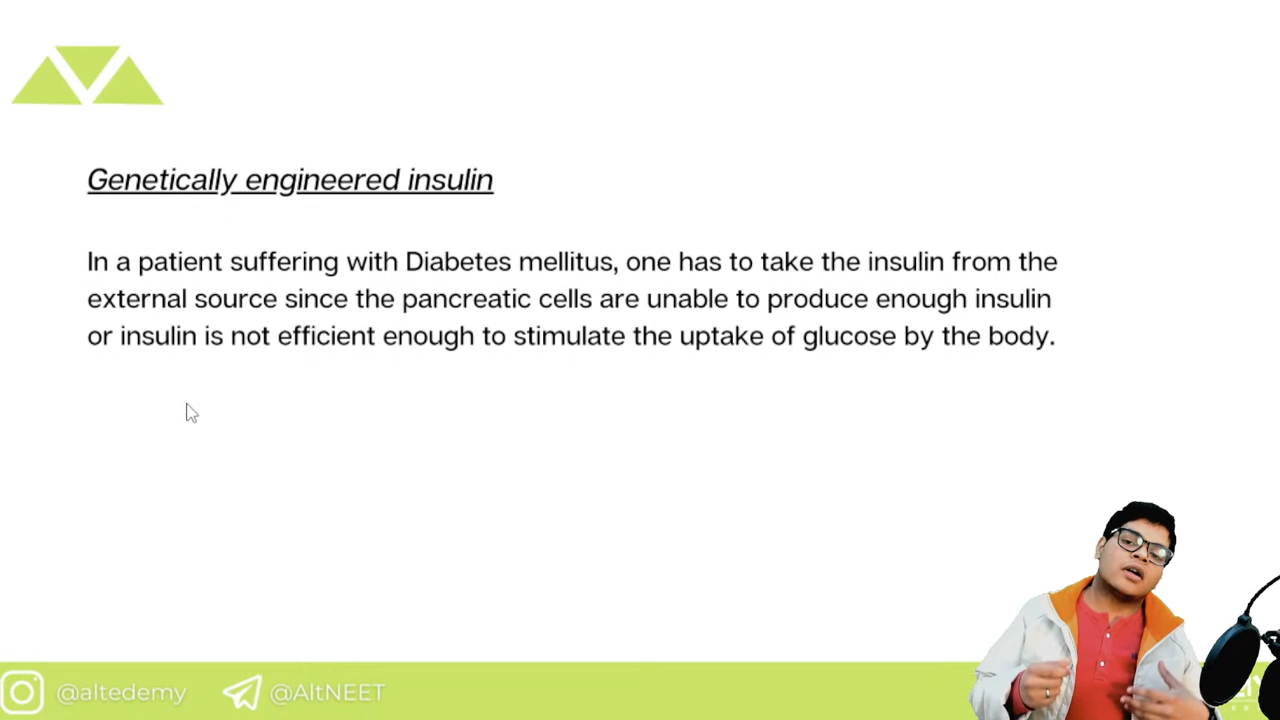 Genetically engineered insulin
In a patient suffering with Diabetes mellitus, one has to take the insulin from the
external source since the pancreatic cells are unable to produce enough insulin
or insulin is not efficient enough to stimulate the uptake of glucose by the body.
@altedemy @AltNEET